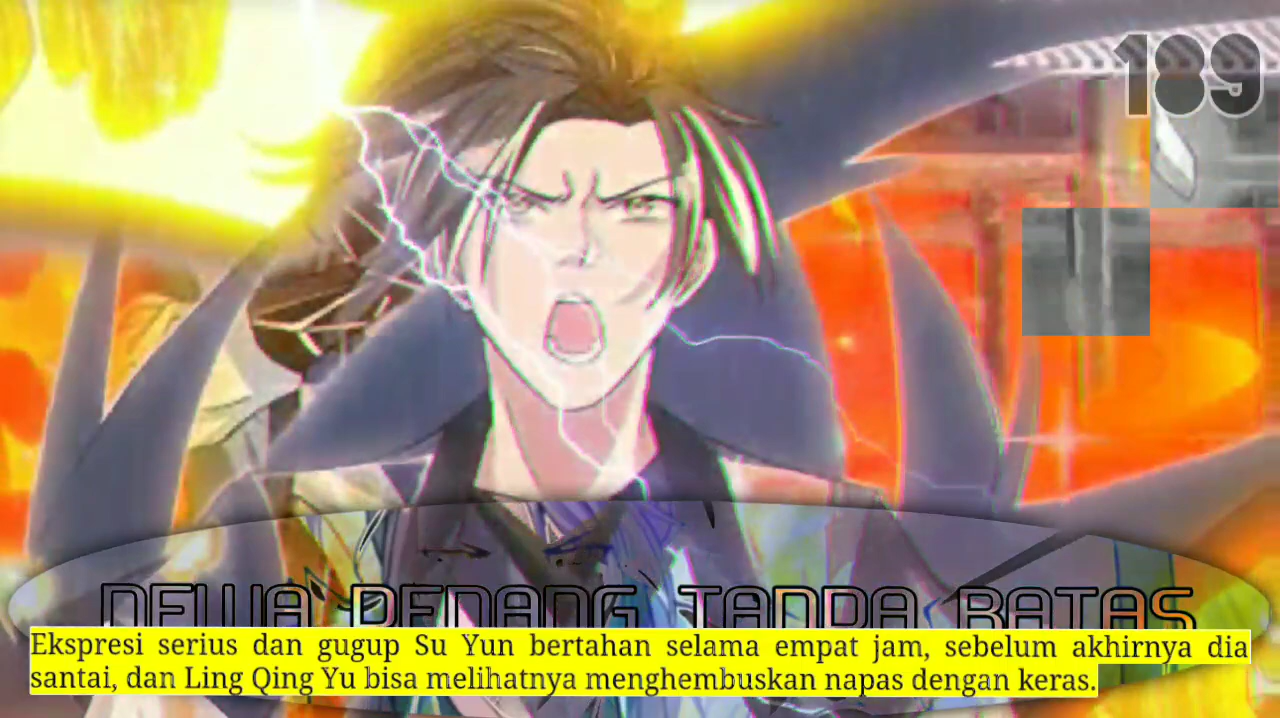 189
DEWA PEDANG TANPA BATAS
Ekspresi serius dan gugup Su Yun bertahan selama empat jam, sebelum akhirnya dia
santai, dan Ling Qing Yu bisa melihatnya menghembuskan napas dengan keras.